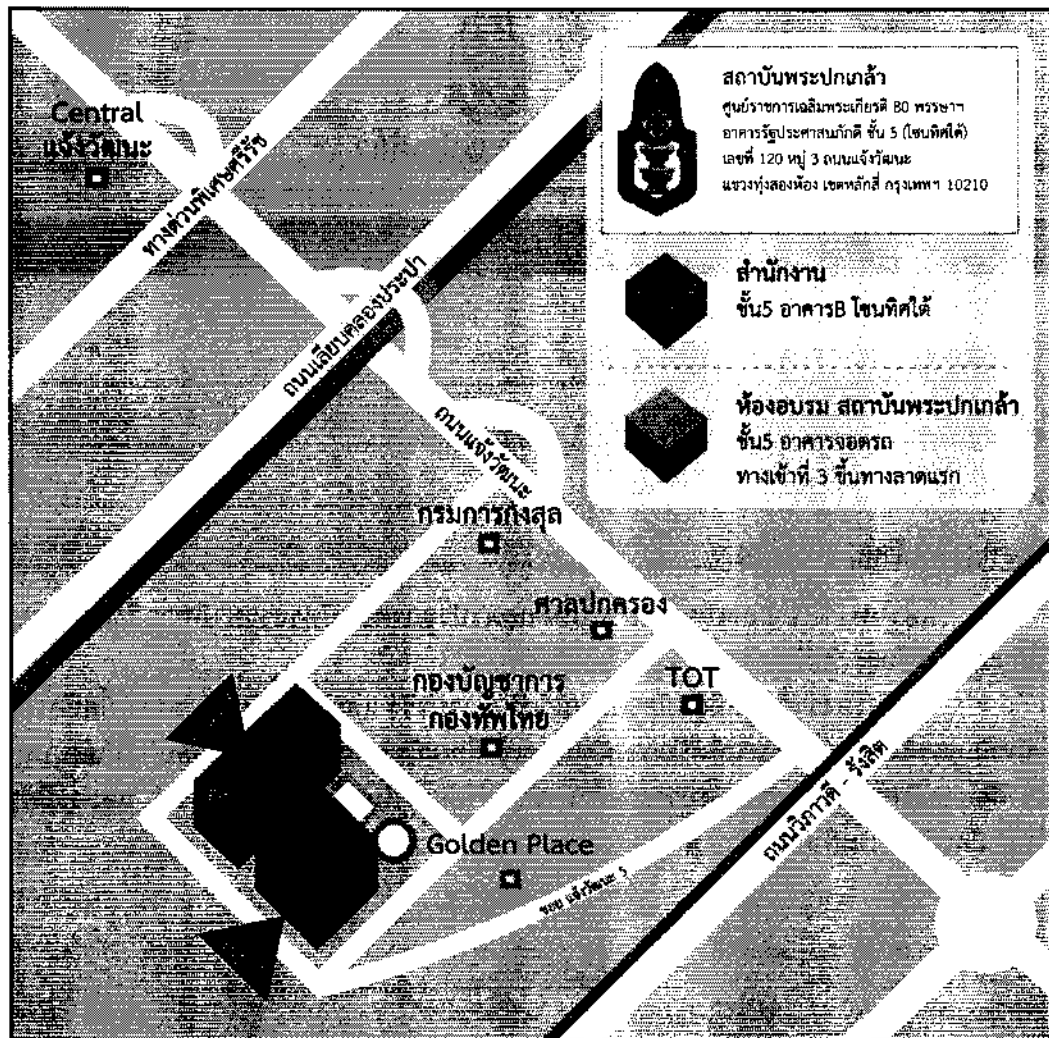 สถาบันพระปกเกล้า
ศูนย์ราชการเฉลิมพระเกียรติ 80 พรรษาฯ
อาคารรัฐประศาสนภักดี ชั้น 5 (โซนทิศใต้)
เลขที่ 120 หมู่ 3 ถนนแจ้งวัฒนะ
แขวงทุ่งสองห้อง เขตหลักสี่ กรุงเทพฯ 10210
สำนักงาน
ชั้น5 อาคารB โซนทิศใต้
ห้องอบรม สถาบันพระปกเกล้า
ชั้น5 อาคารจอดรถ
ทางเข้าที่ 3 ขึ้นทางลาดแรก
Central
แจ้งวัฒนะ
ทางด่วนพิเศษศรีรัช
ถนนเลียบคลองประปา
ถนนแจ้งวัฒนะ
กรมการกงสุล
ศาลปกครอง
กองบัญชาการ
กองทัพไทย
TOT
Golden Place
ซอย แจ้งวัฒนะ 5
ถนนวิภาวดี - รังสิต